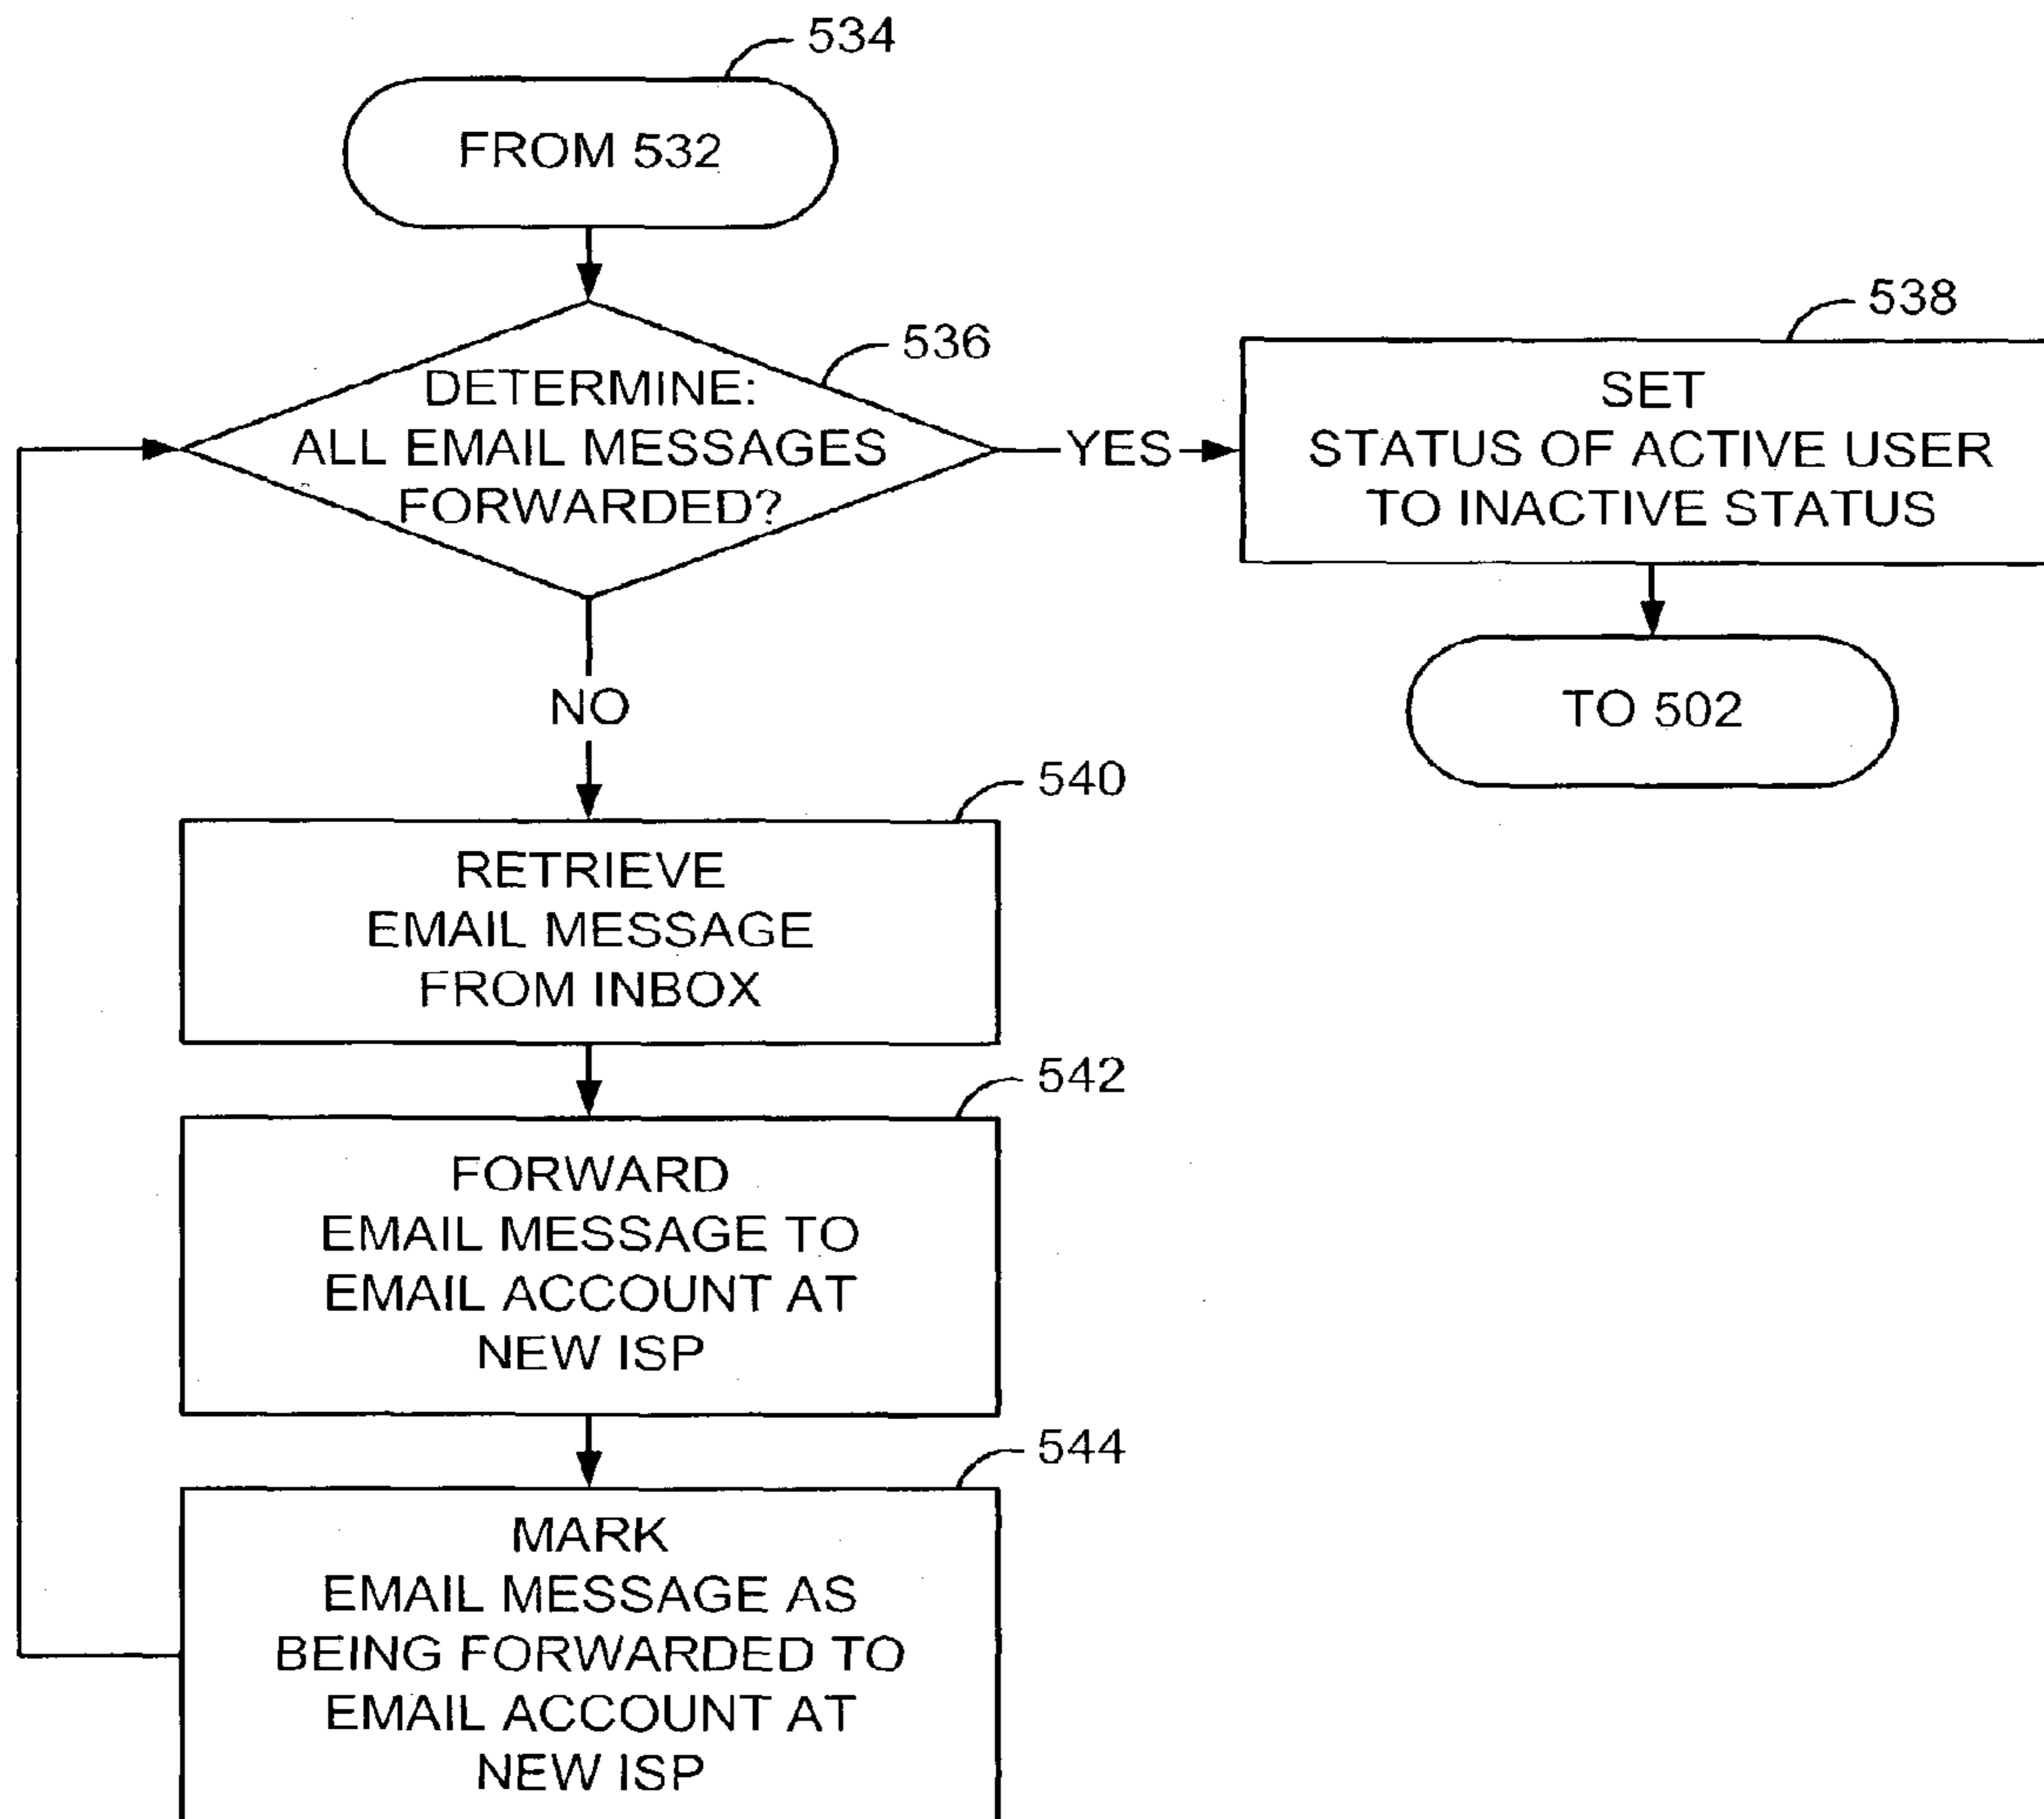 534
FROM 532
536
DETERMINE:
ALL EMAIL MESSAGES
FORWARDED?
YES
538
SET
STATUS OF ACTIVE USER
TO INACTIVE STATUS
TO 502
NO
540
RETRIEVE
EMAIL MESSAGE
FROM INBOX
542
FORWARD
EMAIL MESSAGE TO
EMAIL ACCOUNT AT
NEW ISP
544
MARK
EMAIL MESSAGE AS
BEING FORWARDED TO
EMAIL ACCOUNT AT
NEW ISP